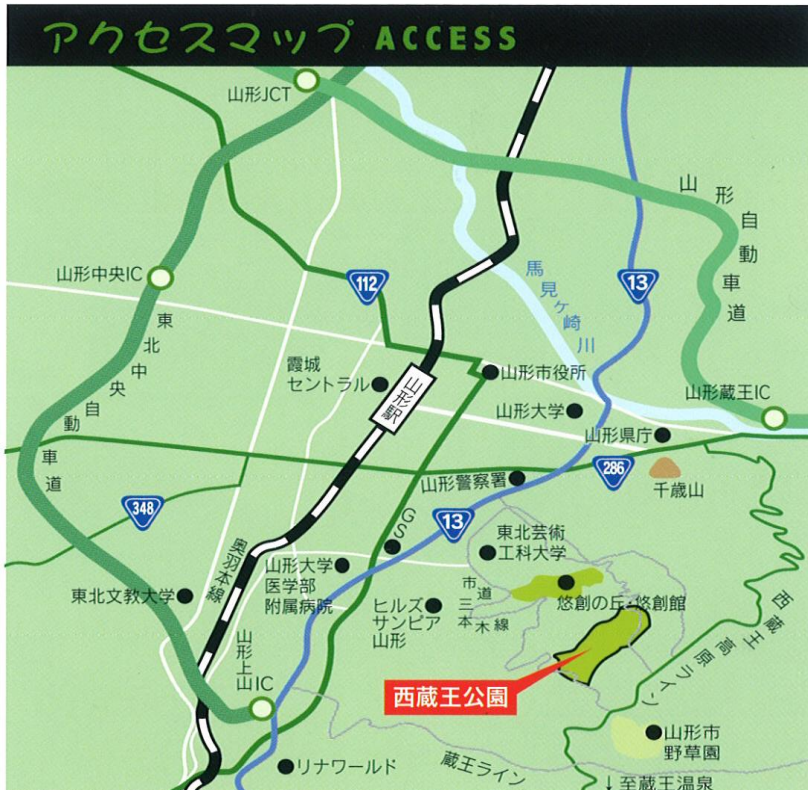 アクセスマップ ACCESS
山形JCT
山形自動車道
山形中央IC
112
13
馬見ヶ崎川
東北中央自動車道
霞城
セントラル
山形駅
山形市役所
山形大学
山形蔵王IC
山形県庁
286
千歳山
山形警察署
348
13
GS
東北芸術
工科大学
奥羽本線
山形大学
医学部
附属病院
東北文教大学
ヒルズ
サンピア
山形
市道三本木線
悠創の丘・悠創館
西蔵王高原ライン
山形上山IC
西蔵王公園
山形市
野草園
リナワールド
蔵王ライン
↓至蔵王温泉